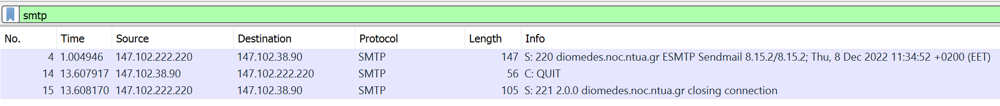 smtp
No. Time Source Destination Protocol Length Info
4 1.004946 147.102.222.220 147.102.38.90 SMTP 147 S: 220 diomedes.noc.ntua.gr ESMTP Sendmail 8.15.2/8.15.2; Thu, 8 Dec 2022 11:34:52 +0200 (EET)
14 13.607917 147.102.38.90 147.102.222.220 SMTP 56 C: QUIT
15 13.608170 147.102.222.220 147.102.38.90 SMTP 105 S: 221 2.0.0 diomedes.noc.ntua.gr closing connection